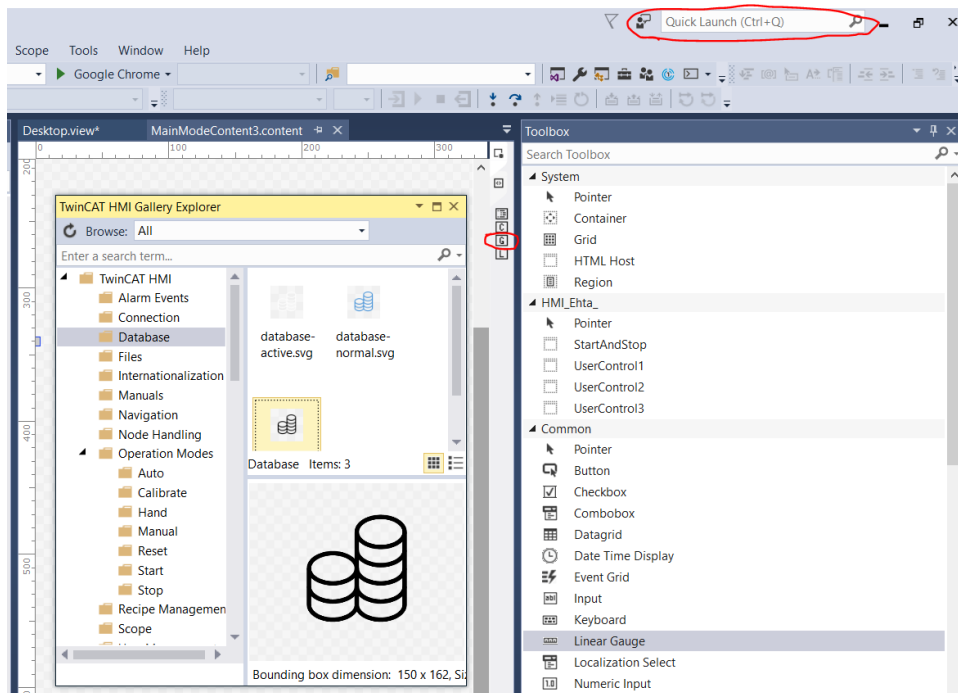 Quick Launch (Ctrl+Q)
Scope Tools Window Help
Google Chrome
Desktop.view* MainModeContent3.content
0 100 200 300
200
300
400
500
C
G
L
TwinCAT HMI Gallery Explorer
Browse: All
Enter a search term...
TwinCAT HMI
Alarm Events
Connection
Database
Files
Internationalization
Manuals
Navigation
Node Handling
Operation Modes
Auto
Calibrate
Hand
Manual
Reset
Start
Stop
Recipe Managemen
Scope
database-
active.svg
database-
normal.svg
Database Items: 3
Bounding box dimension: 150 x 162, Si
Toolbox
Search Toolbox
System
Pointer
Container
Grid
HTML Host
Region
HMI_Ehta_
Pointer
StartAndStop
UserControl1
UserControl2
UserControl3
Common
Pointer
Button
Checkbox
Combobox
Datagrid
Date Time Display
Event Grid
Input
Keyboard
Linear Gauge
Localization Select
Numeric Input